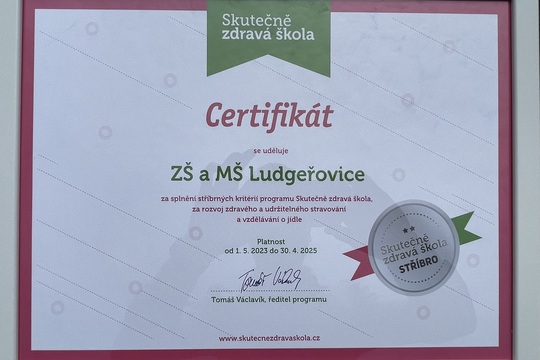 Skutečně
zdravá škola
Certifikát
se uděluje
ZŠ a MŠ Ludgeřovice
za splnění stříbrných kritérií programu Skutečně zdravá škola,
za rozvoj zdravého a udržitelného stravování
a vzdělávání o jídle
Platnost
od 1. 5. 2023 do 30. 4. 2025
Skutečně
zdravá škola
STŘÍBRO
Tomáš Václavík, ředitel programu
www.skutecnezdravaskola.cz